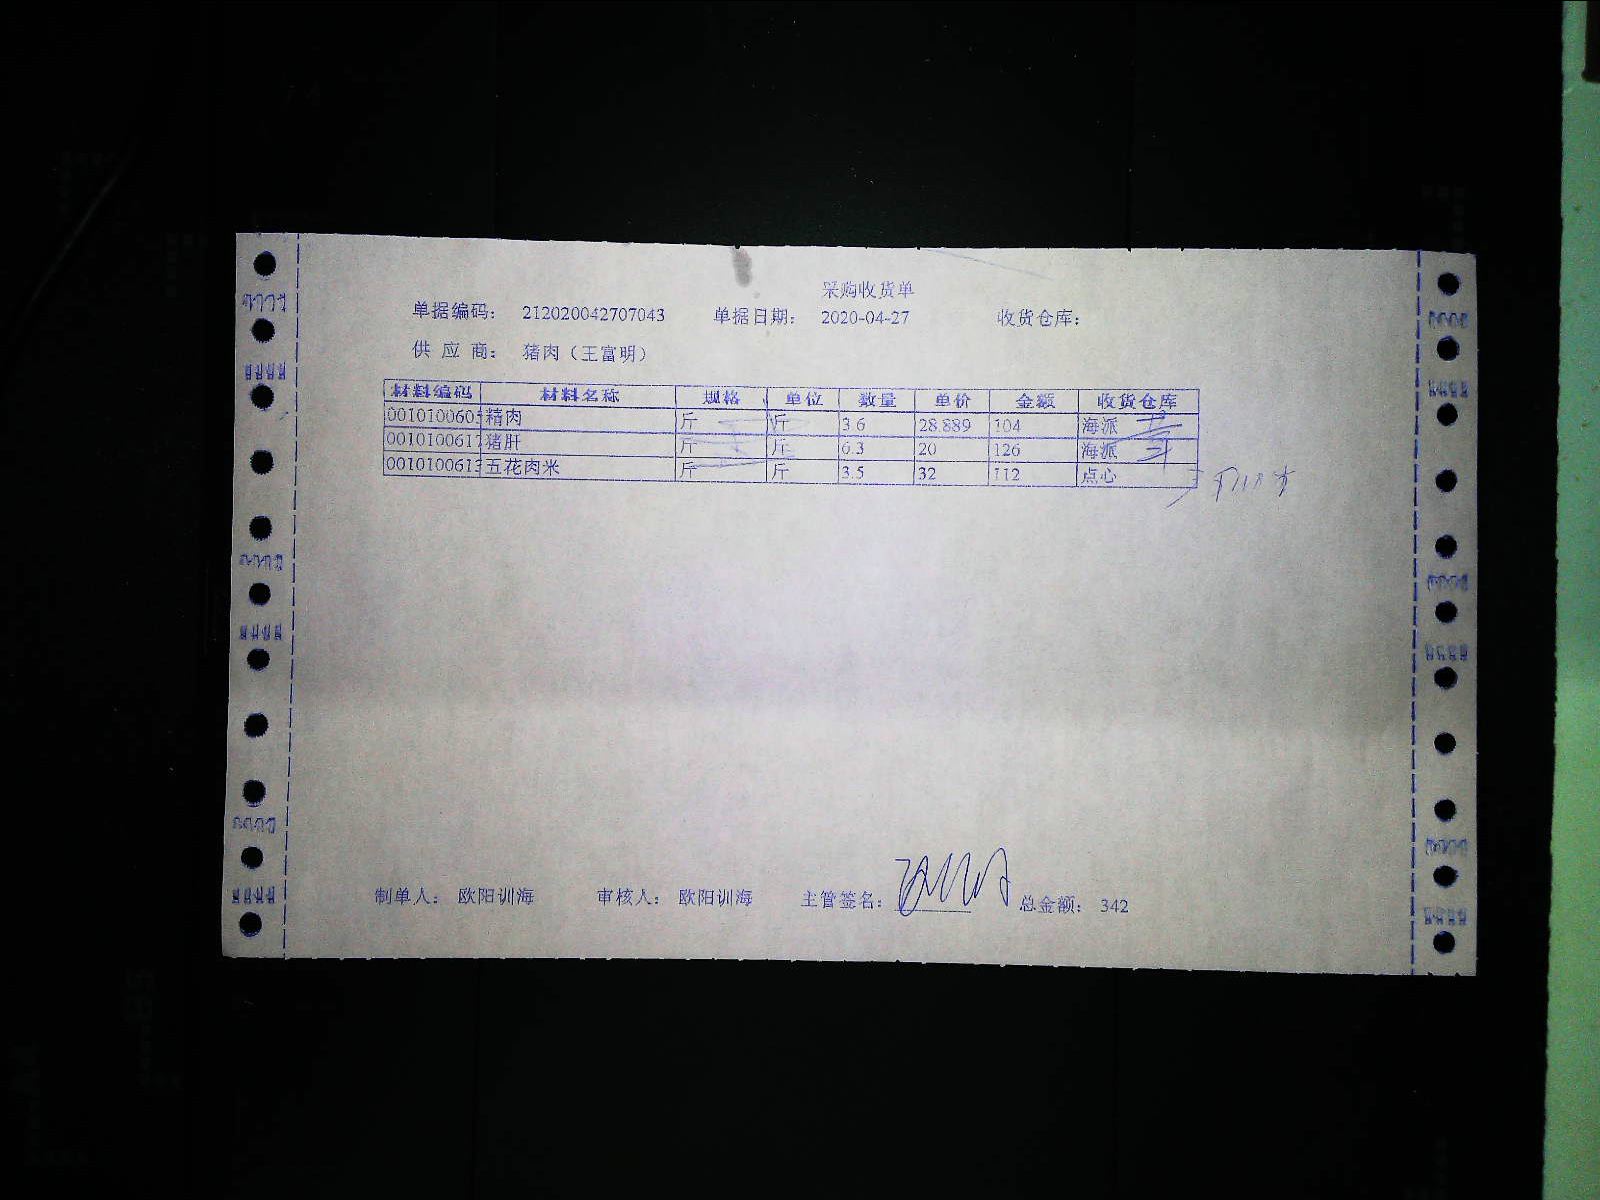 采购收货单
单据编码: 212020042707043 单据日期: 2020-04-27 收货仓库:
供 应 商: 猪肉（王富明）
材料编码 材料名称 规格 单位 数量 单价 金额 收货仓库
001010060 精肉 斤 斤 3.6 28.889 104 海派
0010100617 猪肝 斤 斤 6.3 20 126 海派
001010061 五花肉米 斤 斤 3.5 32 112 点心
制单人: 欧阳训海 审核人: 欧阳训海 主管签名: 总金额: 342